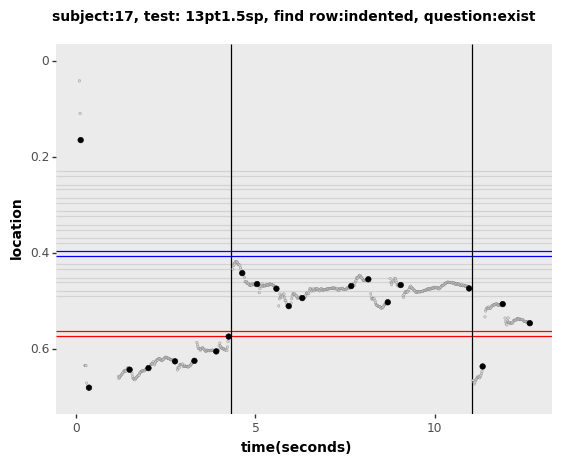 subject:17, test: 13pt1.5sp, find row:indented, question:exist
0
0.2
0.4
0.6
location
0
5
10
time(seconds)